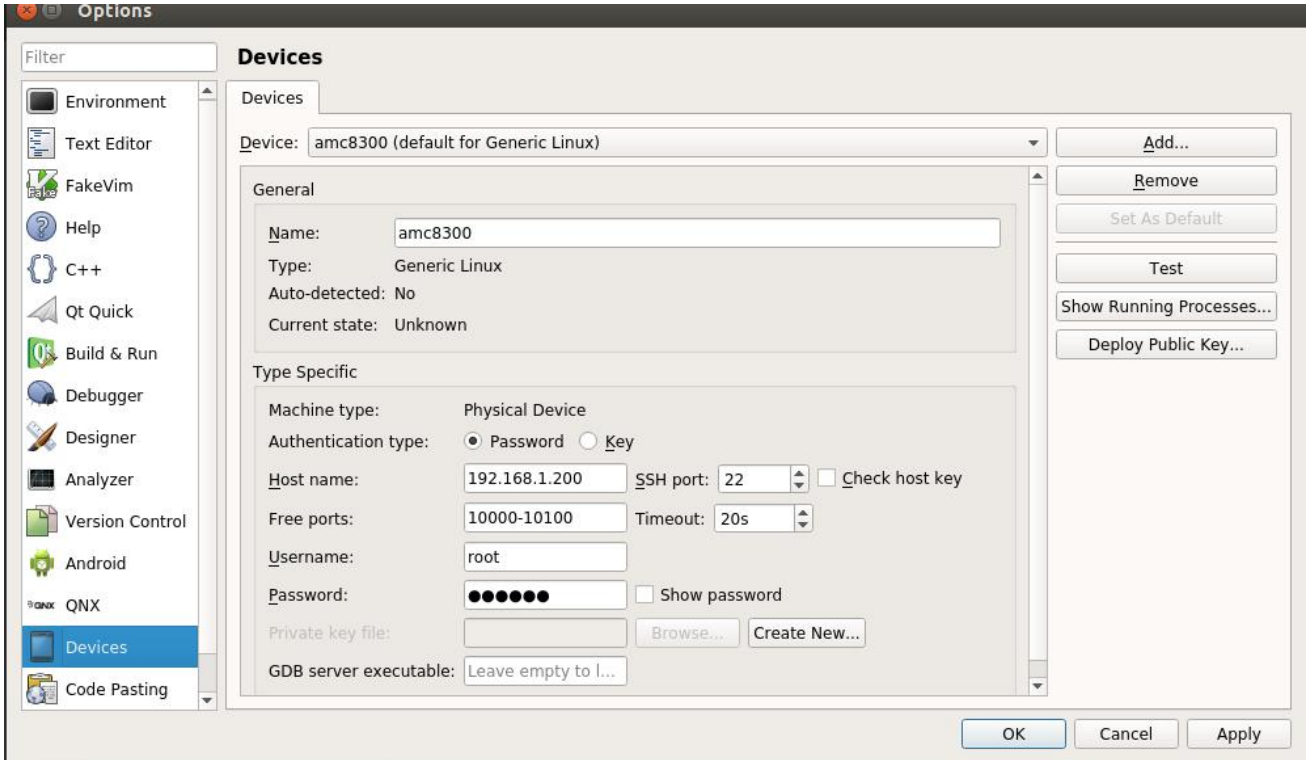 Options
Filter
Devices
Environment
Text Editor
FakeVim
Help
C++
Qt Quick
Build & Run
Debugger
Designer
Analyzer
Version Control
Android
QNX QNX
Devices
Code Pasting
Devices
Device: amc8300 (default for Generic Linux)
General
Name: amc8300
Type: Generic Linux
Auto-detected: No
Current state: Unknown
Type Specific
Machine type: Physical Device
Authentication type: Password Key
Host name: 192.168.1.200 SSH port: 22 Check host key
Free ports: 10000-10100 Timeout: 20s
Username: root
Password: ●●●●●● Show password
Private key file: Browse... Create New...
GDB server executable: Leave empty to l...
Add...
Remove
Set As Default
Test
Show Running Processes...
Deploy Public Key...
OK Cancel Apply